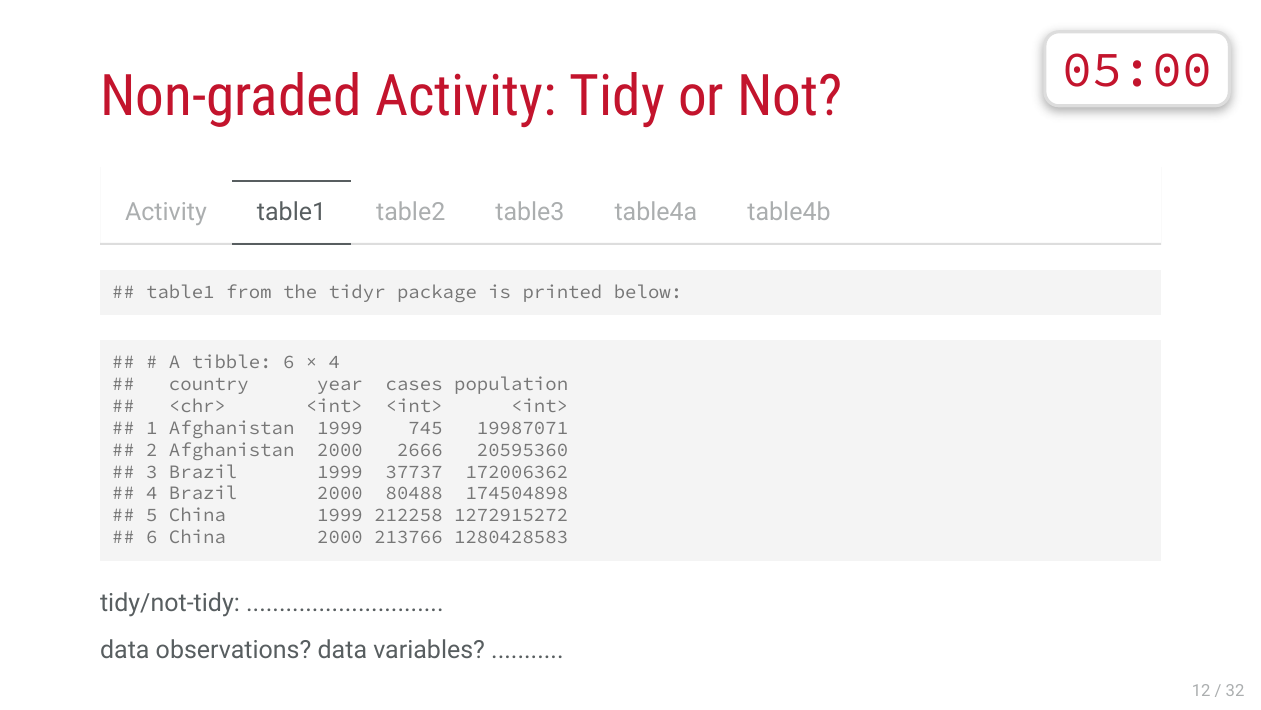 Non-graded Activity: Tidy or Not?
05:00
Activity table1 table2 table3 table4a table4b
## table1 from the tidyr package is printed below:
## # A tibble: 6 × 4
##   country      year  cases population
##   <chr>       <int>  <int>      <int>
## 1 Afghanistan  1999    745   19987071
## 2 Afghanistan  2000   2666   20595360
## 3 Brazil       1999  37737  172006362
## 4 Brazil       2000  80488  174504898
## 5 China        1999 212258 1272915272
## 6 China        2000 213766 1280428583
tidy/not-tidy: ..............................
data observations? data variables? ...........
12 / 32